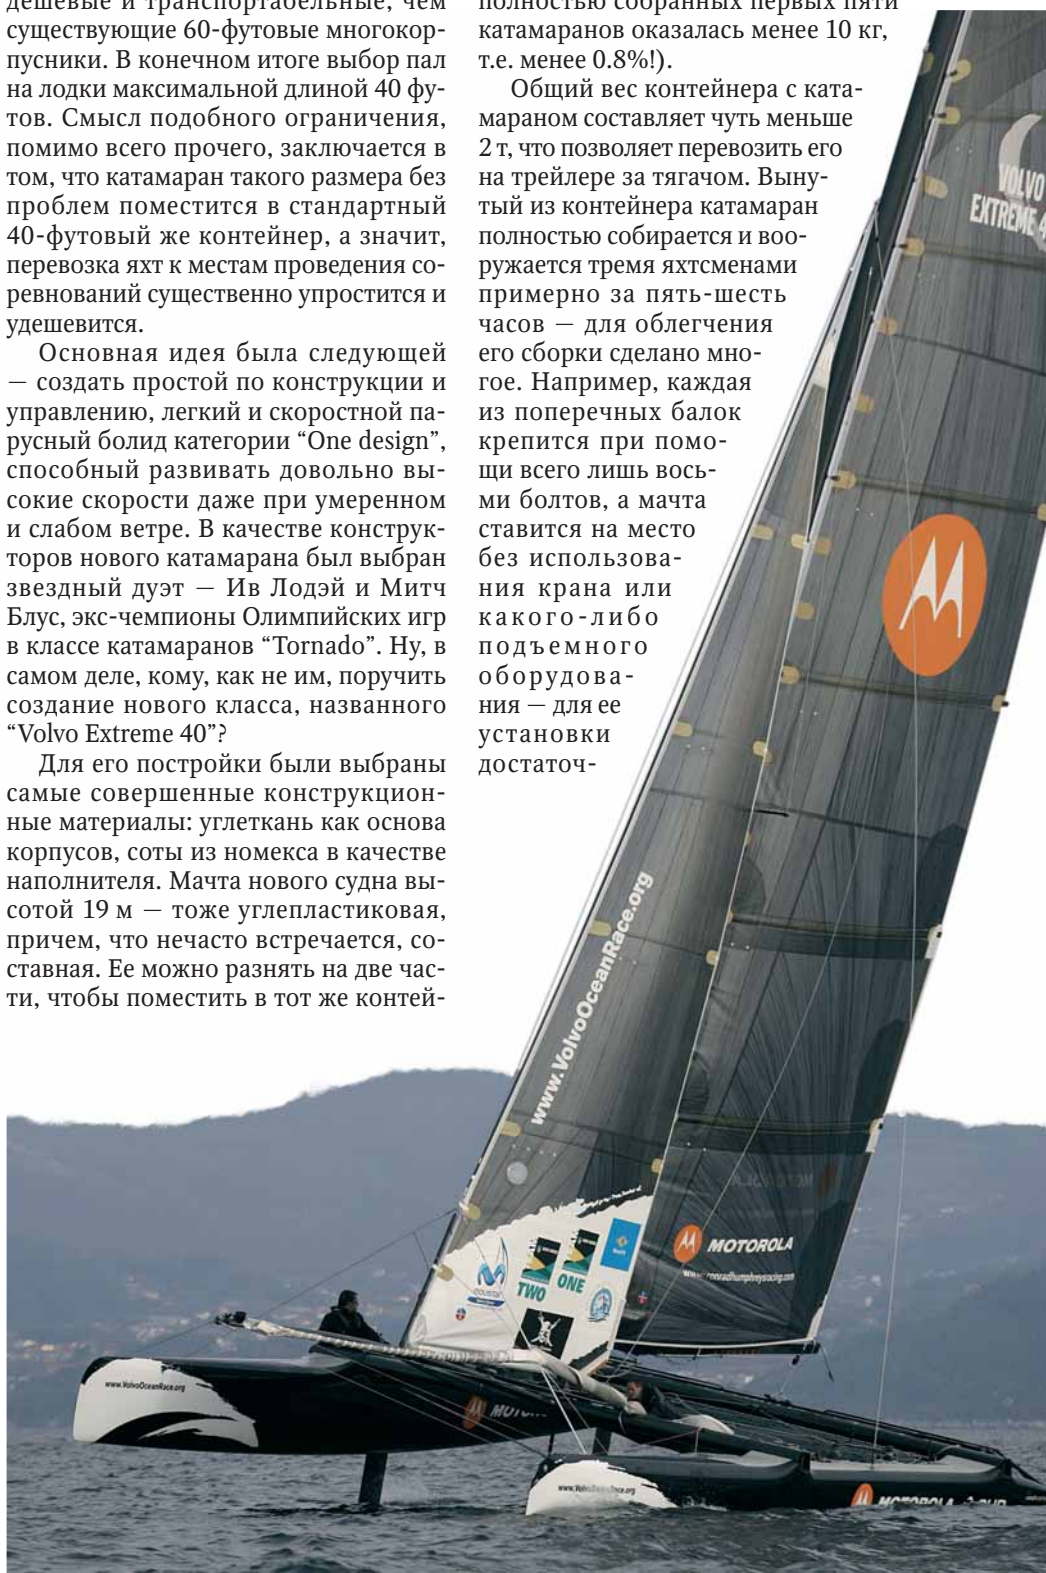 дешевые и транспортабельные, чем
существующие 60-футовые многокор-
пусники. В конечном итоге выбор пал
на лодки максимальной длиной 40 фу-
тов. Смысл подобного ограничения,
помимо всего прочего, заключается в
том, что катамаран такого размера без
проблем поместится в стандартный
40-футовый же контейнер, а значит,
перевозка яхт к местам проведения со-
ревнований существенно упростится и
удешевится.
Основная идея была следующей
— создать простой по конструкции и
управлению, легкий и скоростной па-
русный болид категории “One design”,
способный развивать довольно вы-
сокие скорости даже при умеренном
и слабом ветре. В качестве конструк-
торов нового катамарана был выбран
звездный дуэт — Ив Лодэй и Митч
Блус, экс-чемпионы Олимпийских игр
в классе катамаранов “Tornado”. Ну, в
самом деле, кому, как не им, поручить
создание нового класса, названного
“Volvo Extreme 40”?
Для его постройки были выбраны
самые совершенные конструкцион-
ные материалы: углеткань как основа
корпусов, соты из номекса в качестве
наполнителя. Мачта нового судна вы-
сотой 19 м — тоже углепластиковая,
причем, что нечасто встречается, со-
ставная. Ее можно разнять на две час-
ти, чтобы поместить в тот же контей-
полностью собранных первых пяти
катамаранов оказалась менее 10 кг,
т.е. менее 0.8%!).
Общий вес контейнера с ката-
мараном составляет чуть меньше
2 т, что позволяет перевозить его
на трейлере за тягачом. Выну-
тый из контейнера катамаран
полностью собирается и воо-
ружается тремя яхтсменами
примерно за пять-шесть
часов — для облегчения
его сборки сделано мно-
гое. Например, каждая
из поперечных балок
крепится при помо-
щи всего лишь вось-
ми болтов, а мачта
ставится на место
без использова-
ния крана или
какого-либо
подъемного
оборудова-
ния — для ее
установки
достаточ-
VOLVO
EXTREME 4
www.VolvoOceanRace.org
MOTOROLA
TWO
ONE
www.VolvoOceanRace.org
www.VolvoOceanRace.org
MOTOROLA